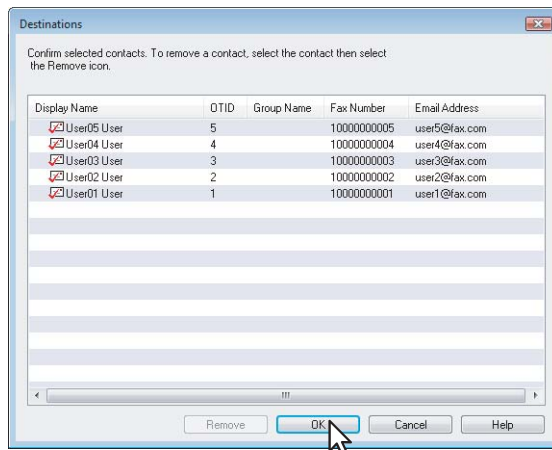 Destinations
Confirm selected contacts. To remove a contact, select the contact then select
the Remove icon.
Display Name OTID Group Name Fax Number Email Address
User05 User 5 10000000005 user5@fax.com
User04 User 4 10000000004 user4@fax.com
User03 User 3 10000000003 user3@fax.com
User02 User 2 10000000002 user2@fax.com
User01 User 1 10000000001 user1@fax.com
Remove OK Cancel Help